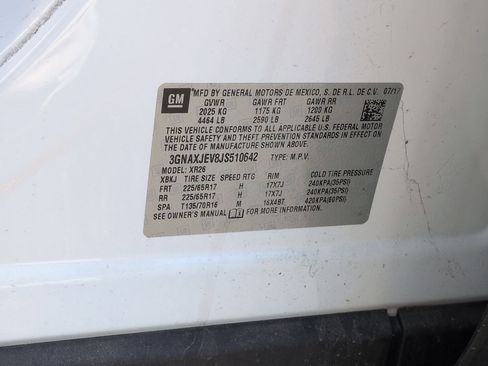 GM
MFD BY GENERAL MOTORS DE MEXICO, S. DE R.L. DE C.V. 07/17
GVWR GAWR FRT GAWR RR
2025 KG 1175 KG 1200 KG
4464 LB 2590 LB 2645 LB
THIS VEHICLE CONFORMS TO ALL APPLICABLE U.S. FEDERAL MOTOR
VEHICLE SAFETY AND THEFT PREVENTION STANDARDS IN EFFECT ON THE
DATE OF MANUFACTURE SHOWN ABOVE.
3GNAXJEV8JS510642 TYPE: M.P.V.
MODEL: XR26
XBKJ TIRE SIZE SPEED RTG RIM COLD TIRE PRESSURE
FRT 225/65R17 H 17X7J 240KPA(35PSI)
RR 225/65R17 H 17X7J 240KPA(35PSI)
SPA T135/70R16 M 16X4BT 420KPA(60PSI)
SEE OWNER'S MANUAL FOR MORE INFORMATION.